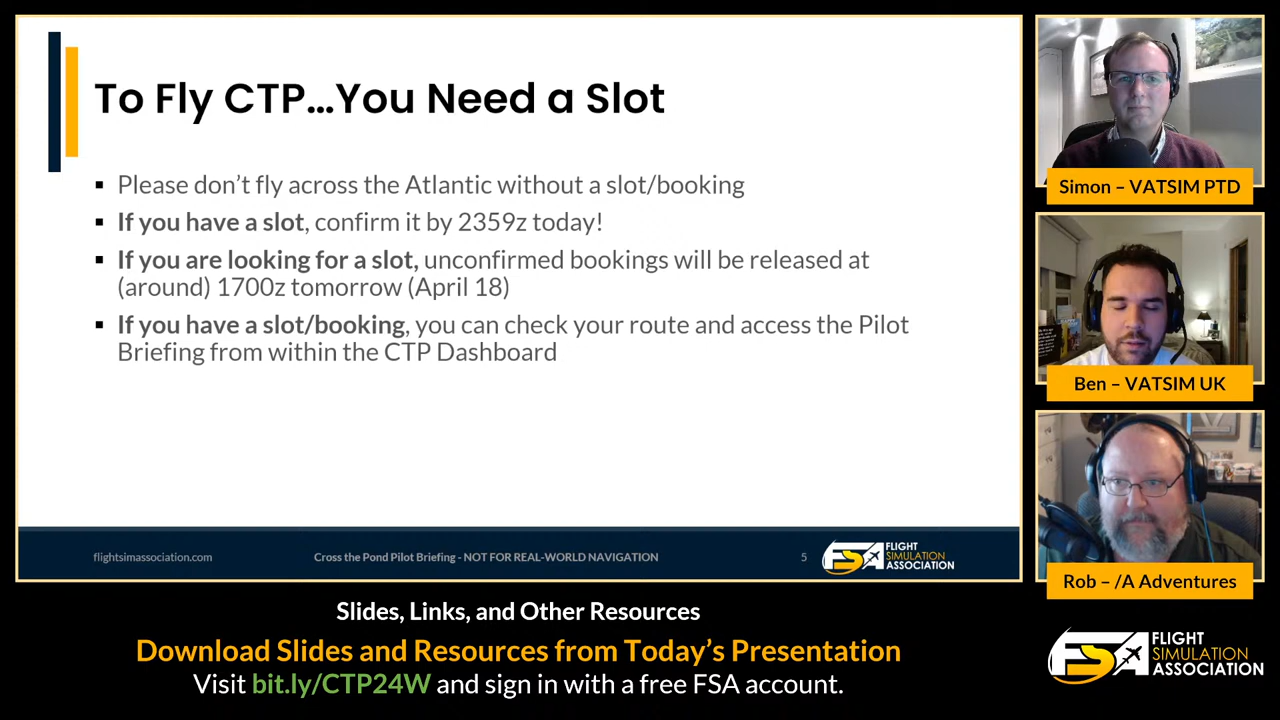 To Fly CTP...You Need a Slot
▪ Please don't fly across the Atlantic without a slot/booking
▪ If you have a slot, confirm it by 2359z today!
▪ If you are looking for a slot, unconfirmed bookings will be released at
(around) 1700z tomorrow (April 18)
▪ If you have a slot/booking, you can check your route and access the Pilot
Briefing from within the CTP Dashboard
flightsimassociation.com
Cross the Pond Pilot Briefing - NOT FOR REAL-WORLD NAVIGATION
5
FSA FLIGHT
SIMULATION
ASSOCIATION
Simon – VATSIM PTD
Ben – VATSIM UK
Rob – /A Adventures
Slides, Links, and Other Resources
Download Slides and Resources from Today's Presentation
Visit bit.ly/CTP24W and sign in with a free FSA account.
FSA FLIGHT
SIMULATION
ASSOCIATION